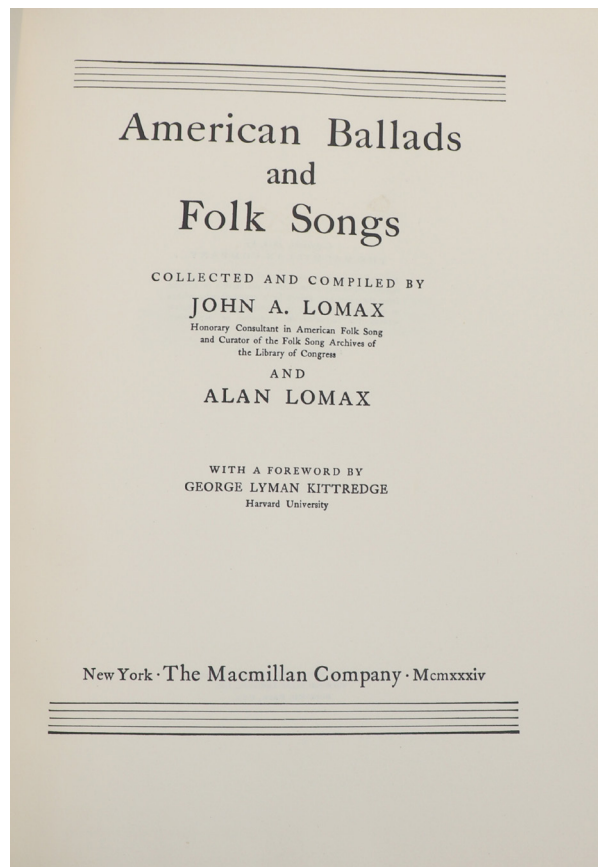 American Ballads
and
Folk Songs
COLLECTED AND COMPILED BY
JOHN A. LOMAX
Honorary Consultant in American Folk Song
and Curator of the Folk Song Archives of
the Library of Congress
AND
ALAN LOMAX
WITH A FOREWORD BY
GEORGE LYMAN KITTREDGE
Harvard University
New York · The Macmillan Company · Mcmxxxiv